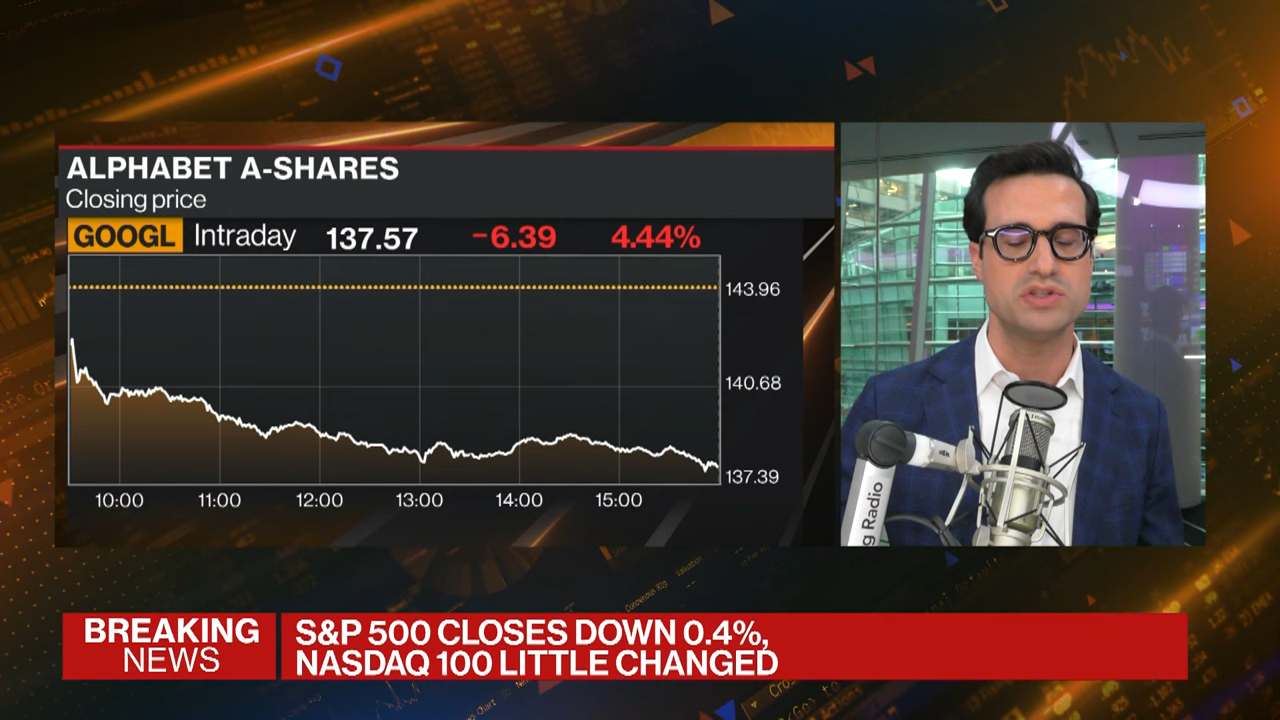 ALPHABET A-SHARES
Closing price
GOOGL Intraday 137.57 -6.39 4.44%
143.96
140.68
137.39
10:00 11:00 12:00 13:00 14:00 15:00
g Radio
BREAKING
NEWS
S&P 500 CLOSES DOWN 0.4%,
NASDAQ 100 LITTLE CHANGED